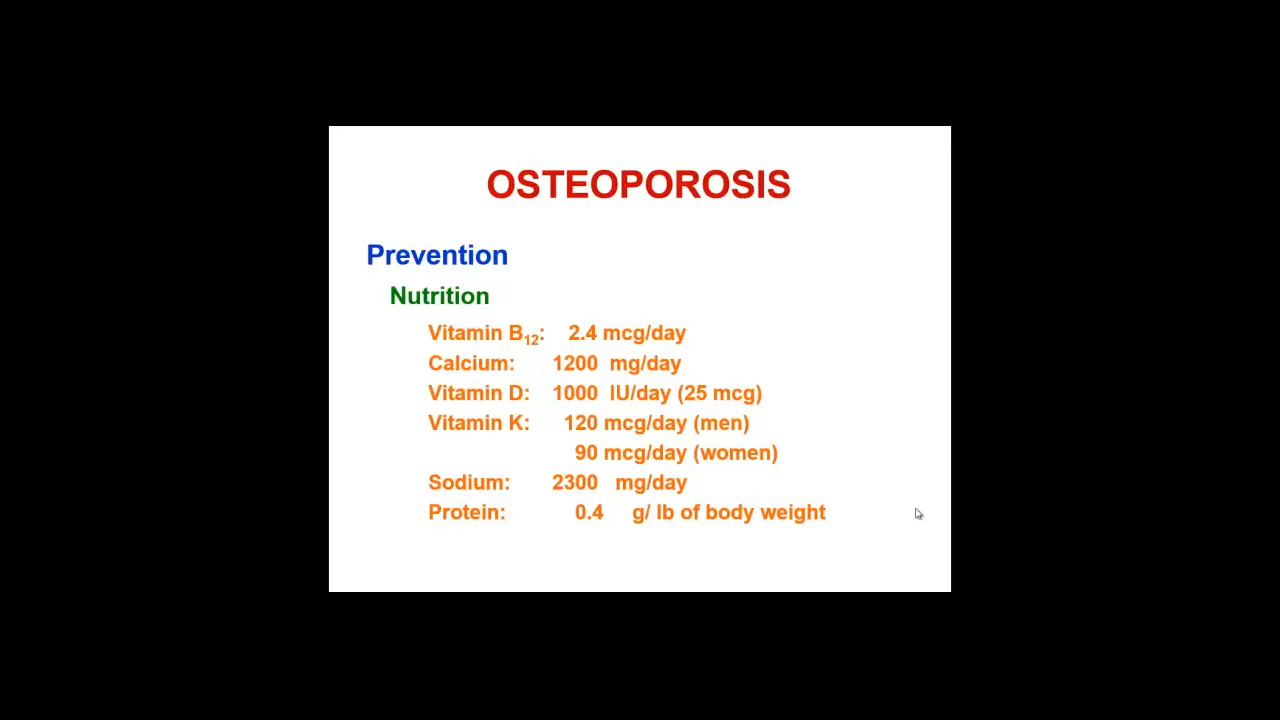 OSTEOPOROSIS
Prevention
Nutrition
Vitamin B12: 2.4 mcg/day
Calcium: 1200 mg/day
Vitamin D: 1000 IU/day (25 mcg)
Vitamin K: 120 mcg/day (men)
90 mcg/day (women)
Sodium: 2300 mg/day
Protein: 0.4 g/ lb of body weight